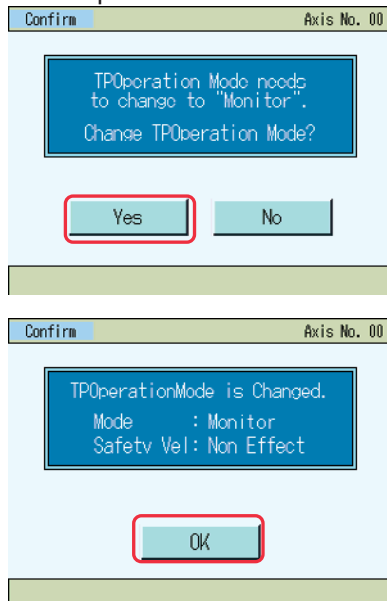 Confirm Axis No. 00
TPOperation Mode needs
to change to "Monitor".
Change TPOperation Mode?
Yes No
Confirm Axis No. 00
TPOperationMode is Changed.
Mode : Monitor
Safety Vel: Non Effect
OK